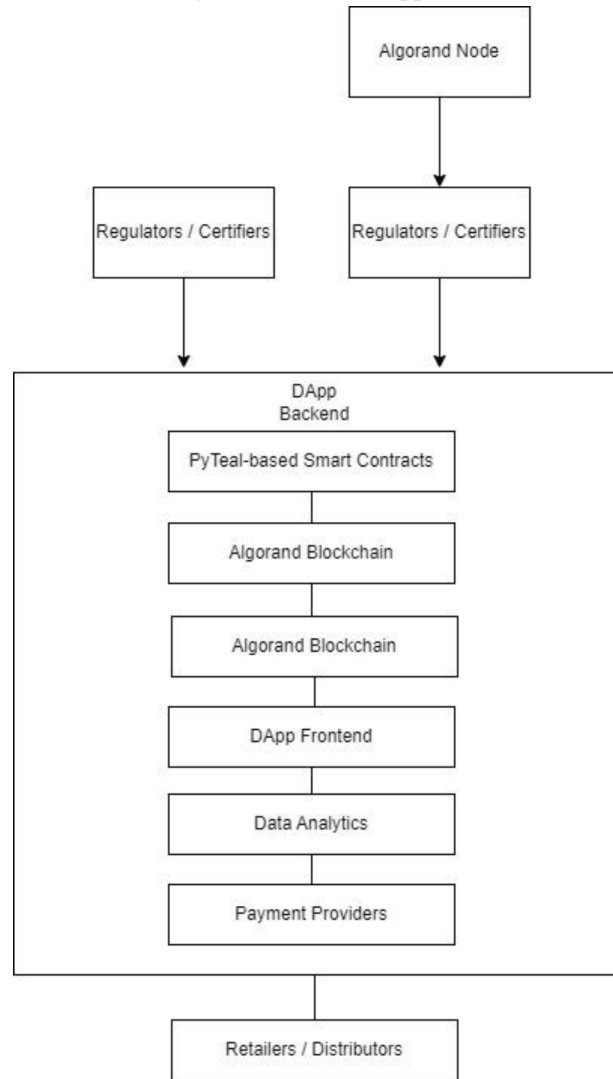 Algorand Node
Regulators / Certifiers
Regulators / Certifiers
DApp
Backend
PyTeal-based Smart Contracts
Algorand Blockchain
Algorand Blockchain
DApp Frontend
Data Analytics
Payment Providers
Retailers / Distributors